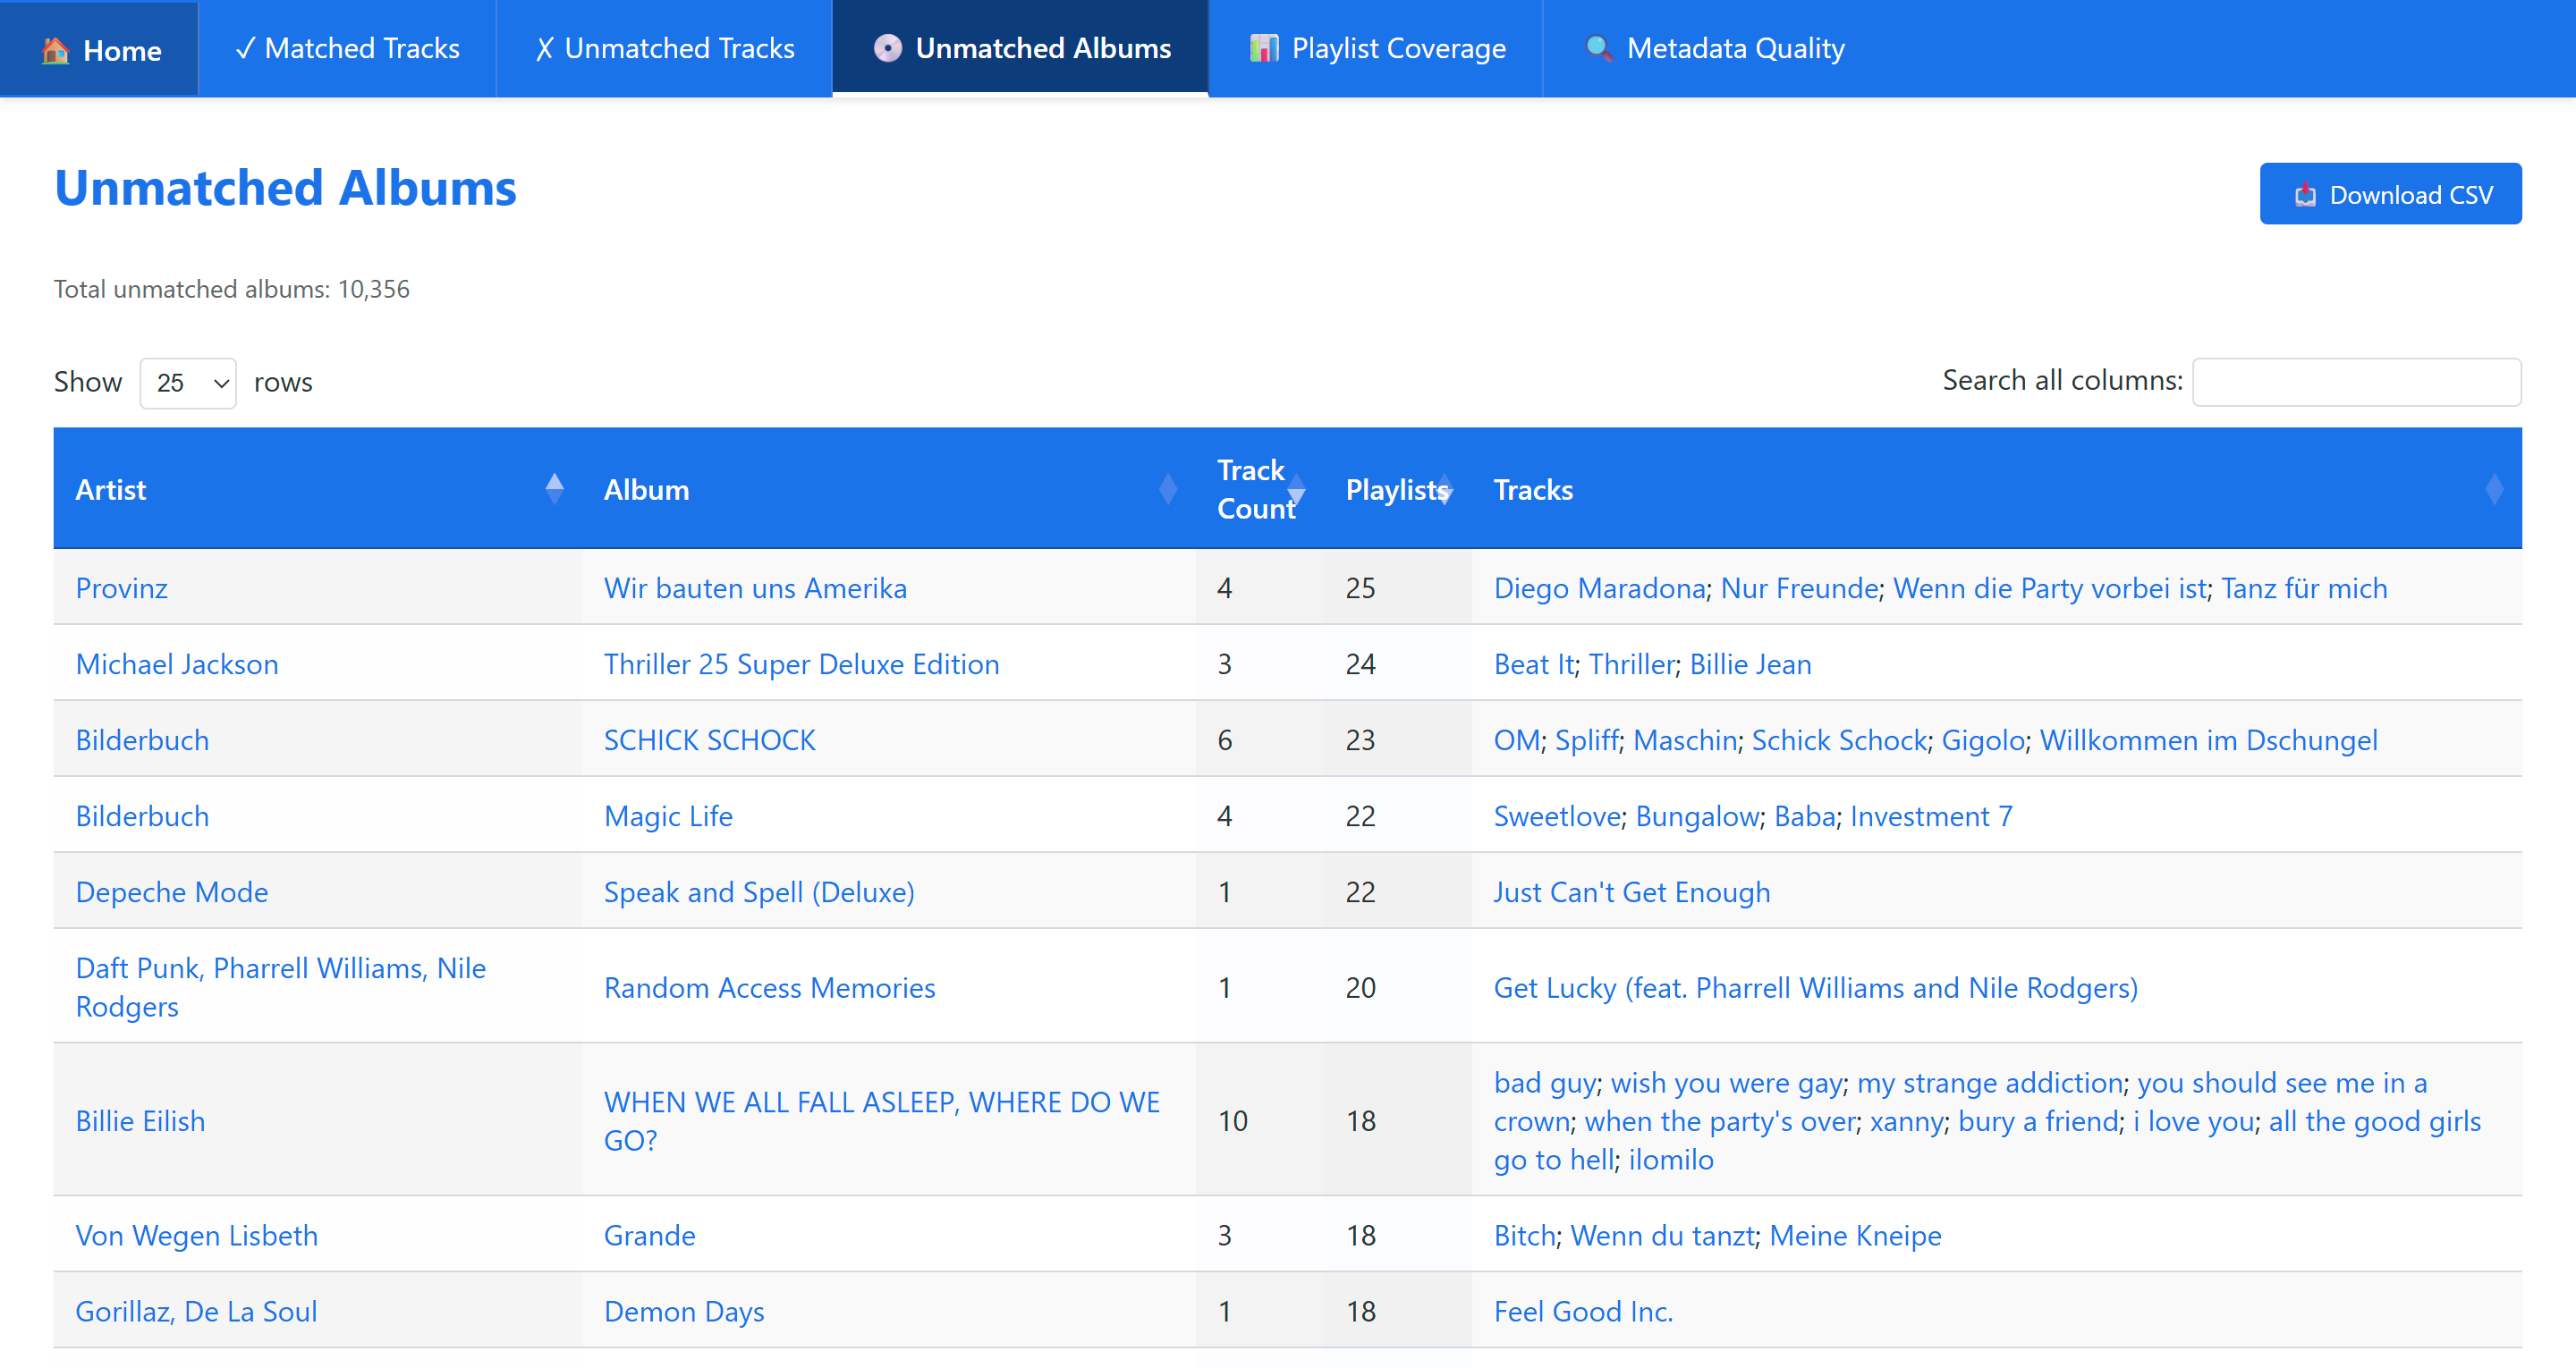 Home ✓ Matched Tracks ✗ Unmatched Tracks Unmatched Albums Playlist Coverage Metadata Quality
Unmatched Albums
Download CSV
Total unmatched albums: 10,356
Show 25 rows
Search all columns:
Artist Album Track Count Playlists Tracks
Provinz Wir bauten uns Amerika 4 25 Diego Maradona; Nur Freunde; Wenn die Party vorbei ist; Tanz für mich
Michael Jackson Thriller 25 Super Deluxe Edition 3 24 Beat It; Thriller; Billie Jean
Bilderbuch SCHICK SCHOCK 6 23 OM; Spliff; Maschin; Schick Schock; Gigolo; Willkommen im Dschungel
Bilderbuch Magic Life 4 22 Sweetlove; Bungalow; Baba; Investment 7
Depeche Mode Speak and Spell (Deluxe) 1 22 Just Can't Get Enough
Daft Punk, Pharrell Williams, Nile
Rodgers
Random Access Memories 1 20 Get Lucky (feat. Pharrell Williams and Nile Rodgers)
Billie Eilish
WHEN WE ALL FALL ASLEEP, WHERE DO WE
GO?
10 18
bad guy; wish you were gay; my strange addiction; you should see me in a
crown; when the party's over; xanny; bury a friend; i love you; all the good girls
go to hell; ilomilo
Von Wegen Lisbeth Grande 3 18 Bitch; Wenn du tanzt; Meine Kneipe
Gorillaz, De La Soul Demon Days 1 18 Feel Good Inc.